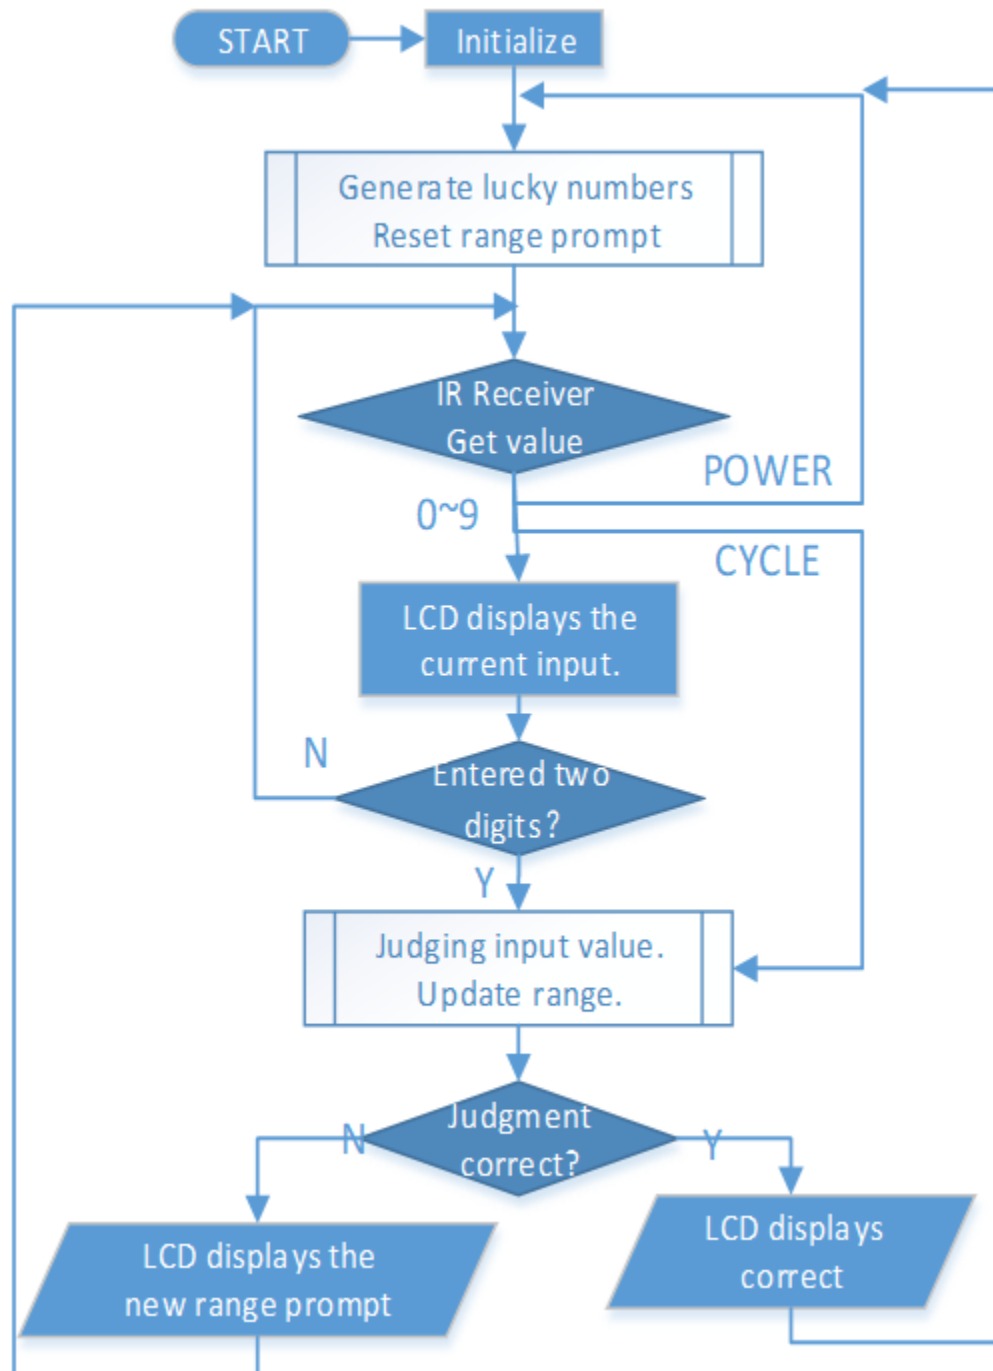 START
Initialize
Generate lucky numbers
Reset range prompt
IR Receiver
Get value
POWER
0~9
CYCLE
LCD displays the
current input.
N
Entered two
digits?
Y
Judging input value.
Update range.
Judgment
correct?
N
Y
LCD displays the
new range prompt
LCD displays
correct